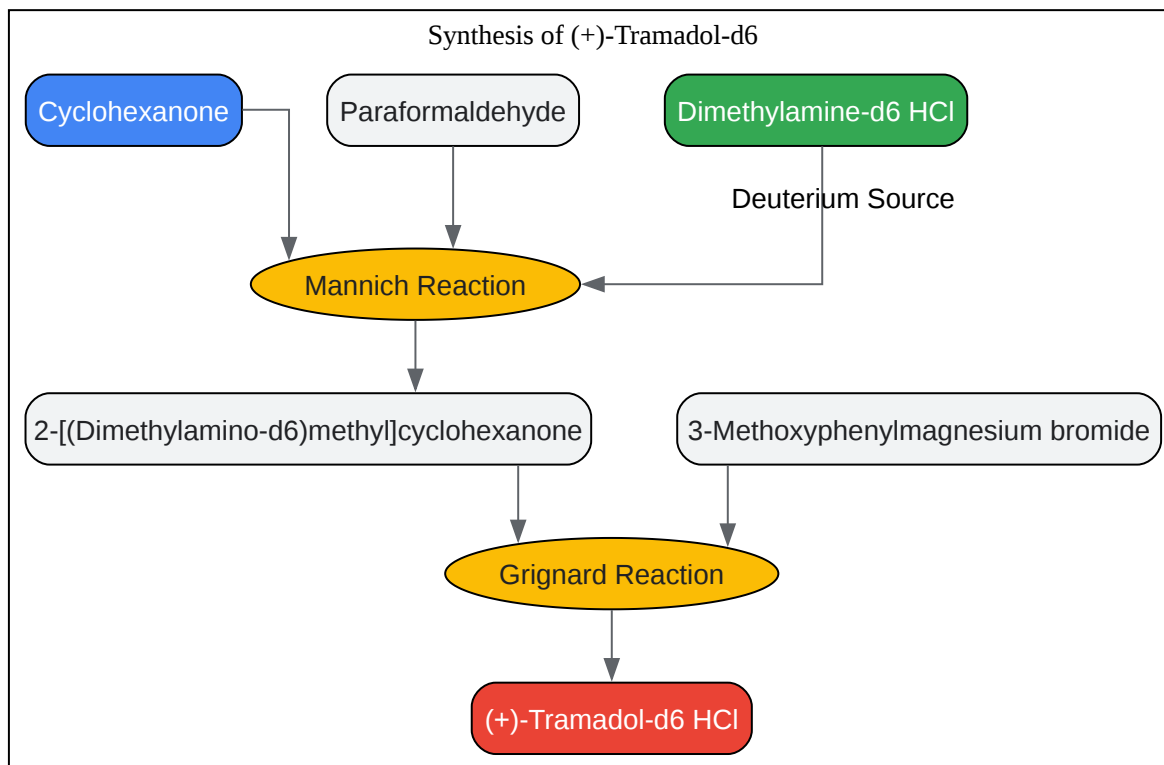 Synthesis of (+)-Tramadol-d6
Cyclohexanone
Paraformaldehyde
Dimethylamine-d6 HCl
Deuterium Source
Mannich Reaction
2-[(Dimethylamino-d6)methyl]cyclohexanone
3-Methoxyphenylmagnesium bromide
Grignard Reaction
(+)-Tramadol-d6 HCl